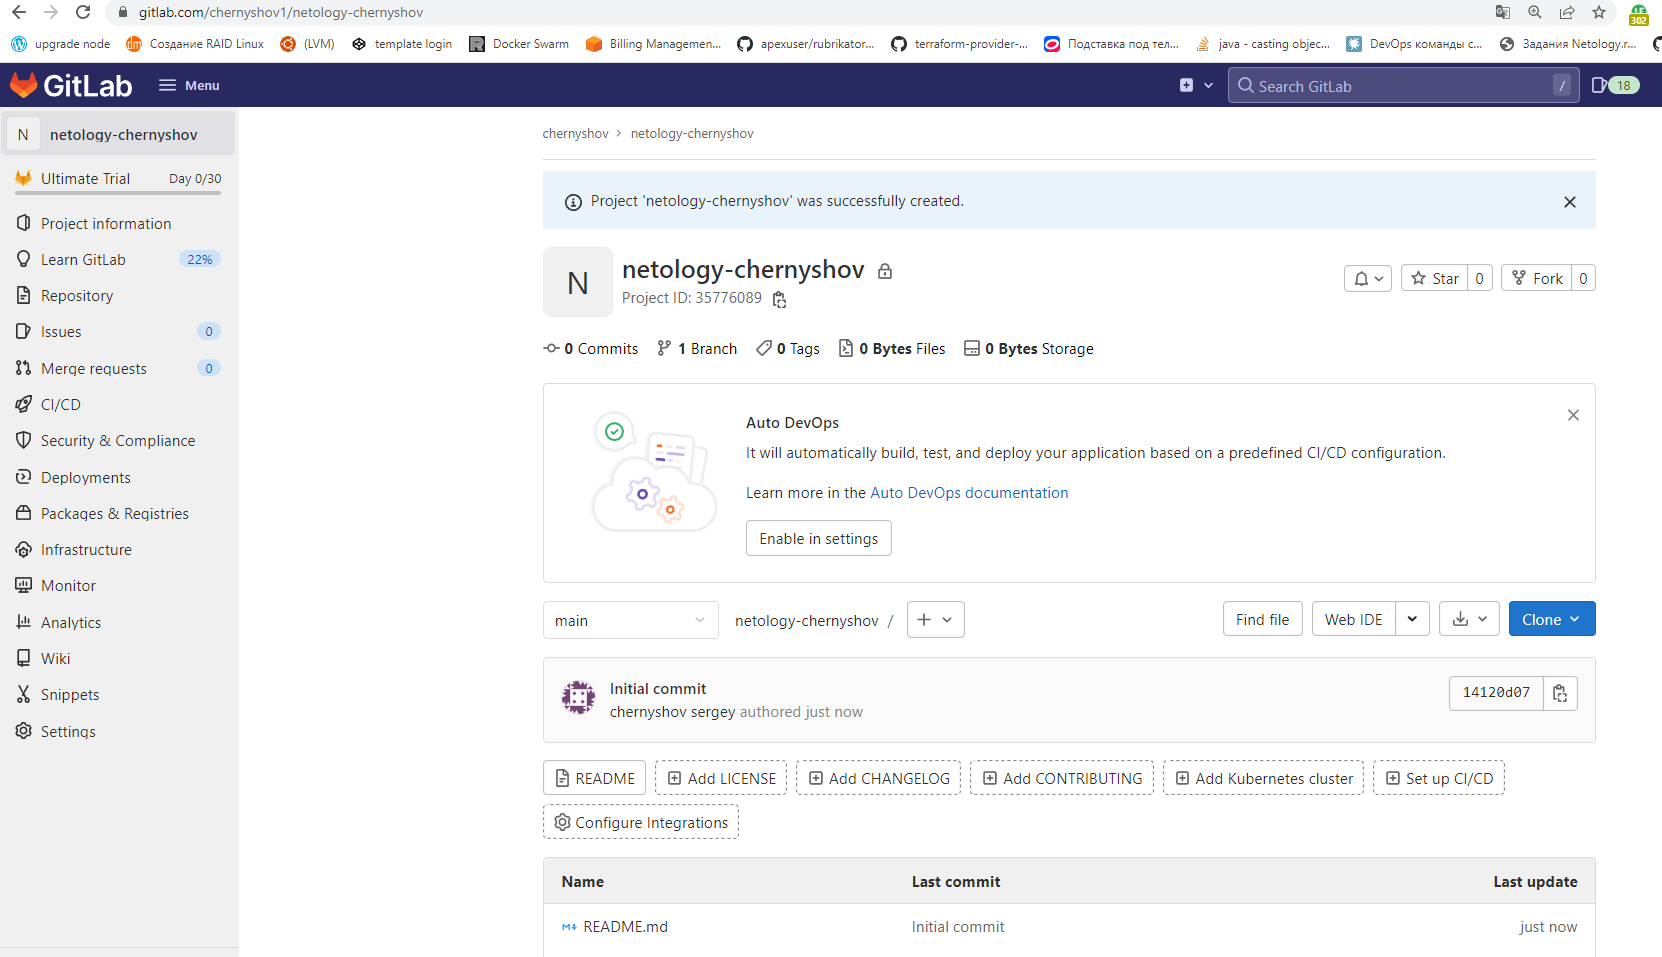 gitlab.com/chernyshov1/netology-chernyshov
302
upgrade node
dm Создание RAID Linux
(LVM)
template login
Docker Swarm
Billing Managemen...
apexuser/rubrikator...
terraform-provider-...
Подставка под тел...
java - casting objec...
DevOps команды с...
Задания Netology.r...
GitLab
Menu
Search GitLab
/
18
N netology-chernyshov
Ultimate Trial Day 0/30
Project information
Learn GitLab 22%
Repository
Issues 0
Merge requests 0
CI/CD
Security & Compliance
Deployments
Packages & Registries
Infrastructure
Monitor
Analytics
Wiki
Snippets
Settings
chernyshov › netology-chernyshov
Project 'netology-chernyshov' was successfully created.
N
netology-chernyshov
Project ID: 35776089
Star 0
Fork 0
0 Commits 1 Branch 0 Tags 0 Bytes Files 0 Bytes Storage
Auto DevOps
It will automatically build, test, and deploy your application based on a predefined CI/CD configuration.
Learn more in the Auto DevOps documentation
Enable in settings
main
netology-chernyshov /
Find file
Web IDE
Clone
Initial commit
chernyshov sergey authored just now
14120d07
README
Add LICENSE
Add CHANGELOG
Add CONTRIBUTING
Add Kubernetes cluster
Set up CI/CD
Configure Integrations
Name Last commit Last update
README.md Initial commit just now